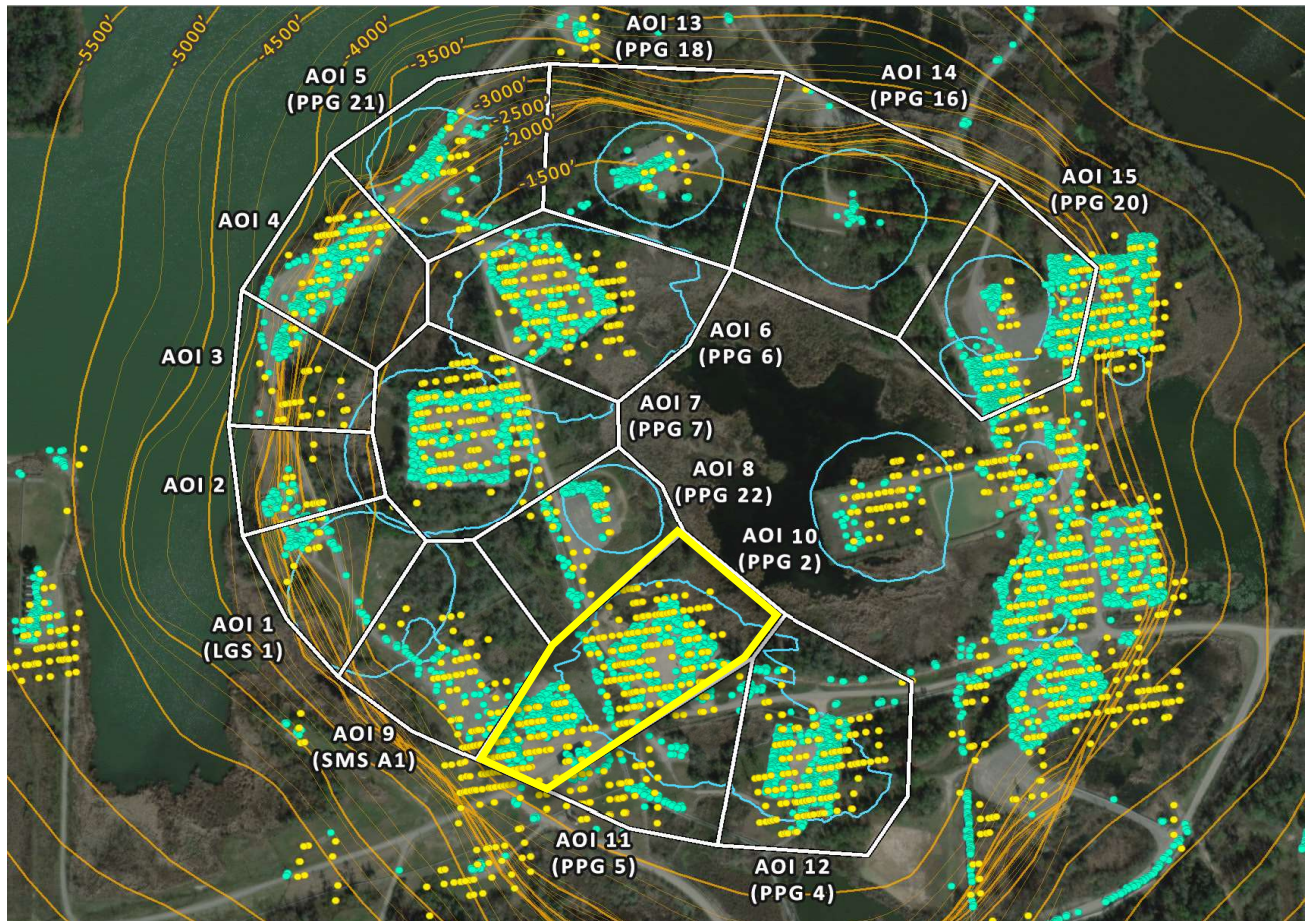 -5500'
-5000'
-4500'
-4000'
-3500'
-3000'
-2500'
-2000'
-1500'
AOI 13
(PPG 18)
AOI 5
(PPG 21)
AOI 14
(PPG 16)
AOI 15
(PPG 20)
AOI 4
AOI 3
AOI 6
(PPG 6)
AOI 7
(PPG 7)
AOI 8
(PPG 22)
AOI 2
AOI 10
(PPG 2)
AOI 1
(LGS 1)
AOI 9
(SMS A1)
AOI 11
(PPG 5)
AOI 12
(PPG 4)